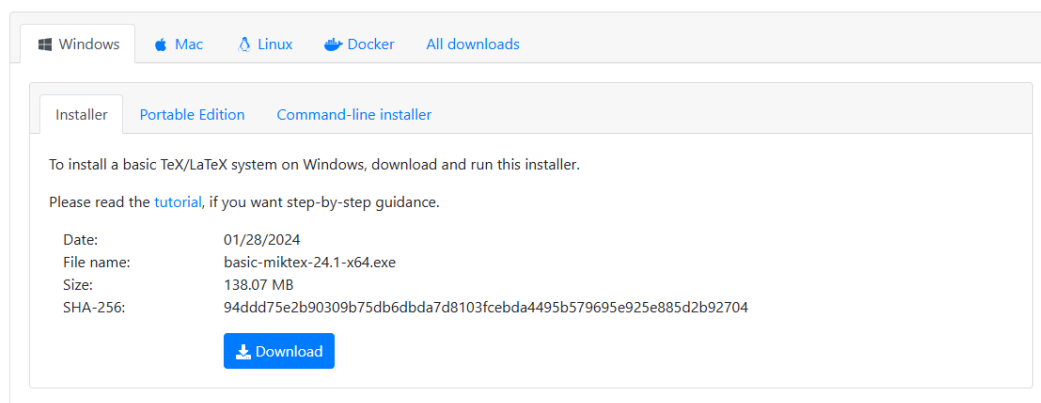 Windows Mac Linux Docker All downloads
Installer Portable Edition Command-line installer
To install a basic TeX/LaTeX system on Windows, download and run this installer.
Please read the tutorial, if you want step-by-step guidance.
Date: 01/28/2024
File name: basic-miktex-24.1-x64.exe
Size: 138.07 MB
SHA-256: 94ddd75e2b90309b75db6dbda7d8103fcebda4495b579695e925e885d2b92704
Download